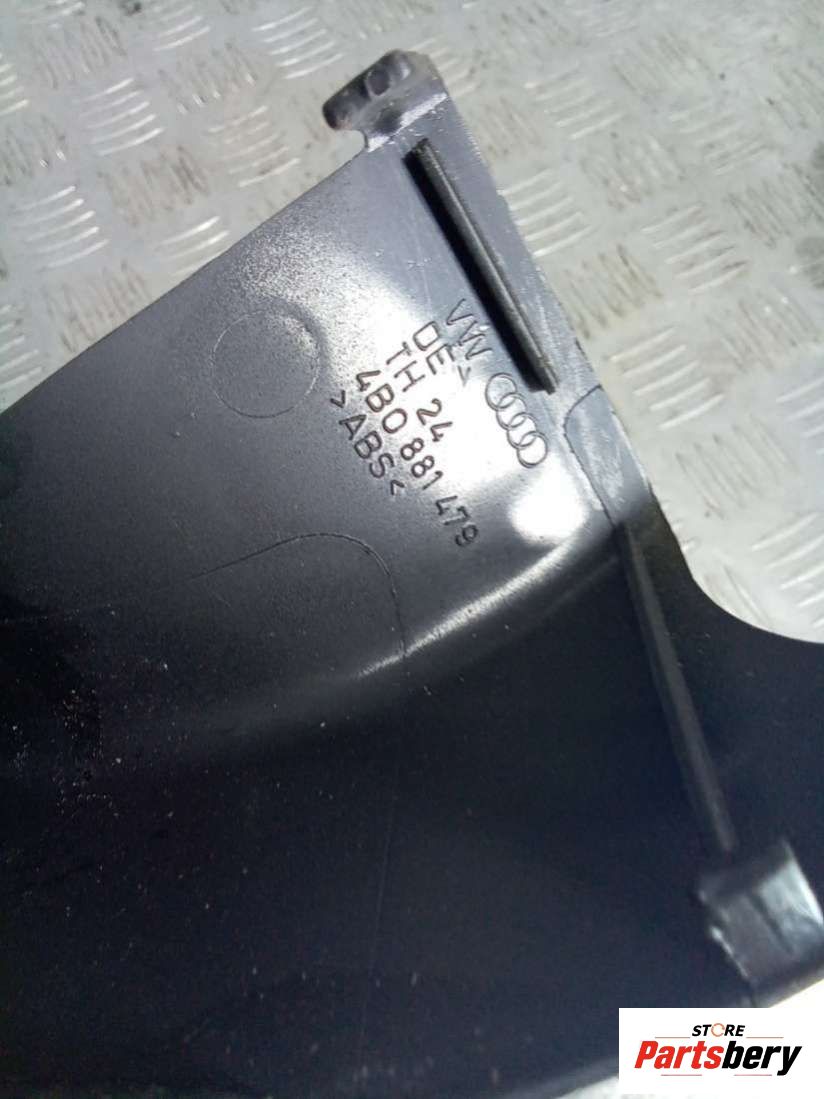 VW
DE>
TH 24
4B0 881 479
>ABS<
STORE
Partsbery